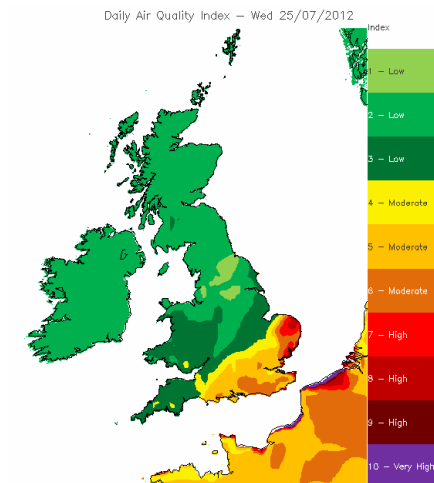 Daily Air Quality Index – Wed 25/07/2012
Index
1 – Low
2 – Low
3 – Low
4 – Moderate
5 – Moderate
6 – Moderate
7 – High
8 – High
9 – High
10 – Very High